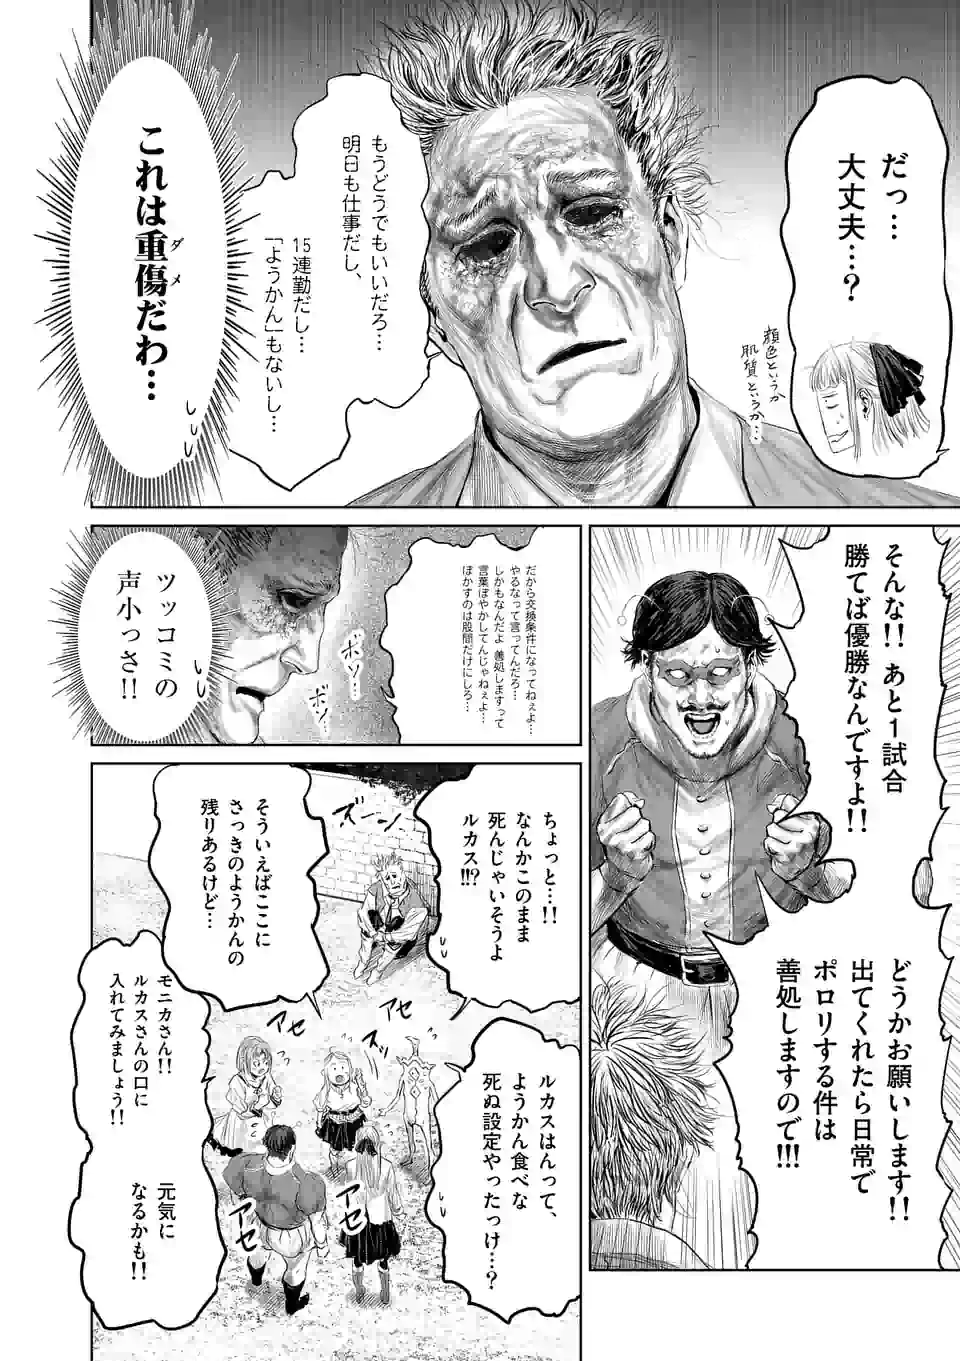 だっ…
大丈夫…？
顔色というか
肌質というか…
もうどうでもいいだろ…
明日も仕事だし、
15連勤だし…
「ようかん」もないし…
これは重傷だわ…
ダメ
そんな!! あと1試合
勝てば優勝なんですよ!!
どうかお願いします!!
出てくれたら日常で
ポロリする件は
善処しますので!!!
だから交換条件になってねぇよ…
やるなって言ってんだろ…
しかもなんだよ 善処しますって
言葉ぼやかしてんじゃねぇよ…
ぼかすのは股間だけにしろ…
ボソ…
ボソ…
ツッコミの
声小っさ!!
ちょっと…!!
なんかこのまま
死んじゃいそうよ
ルカス!!?
ズーン
そういえばここに
さっきのようかんの
残りあるけど…
ルカスはんって、
ようかん食べな
死ぬ設定やったっけ…？
アセ
アセ
アセ
アセ
モニカさん!!
ルカスさんの口に
入れてみましょう!!
元気に
なるかも!!